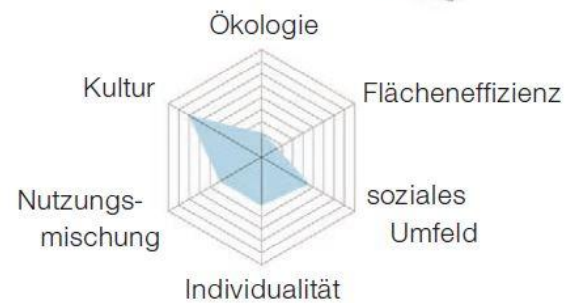 Ökologie
Kultur
Flächeneffizienz
Nutzungs-
mischung
soziales
Umfeld
Individualität